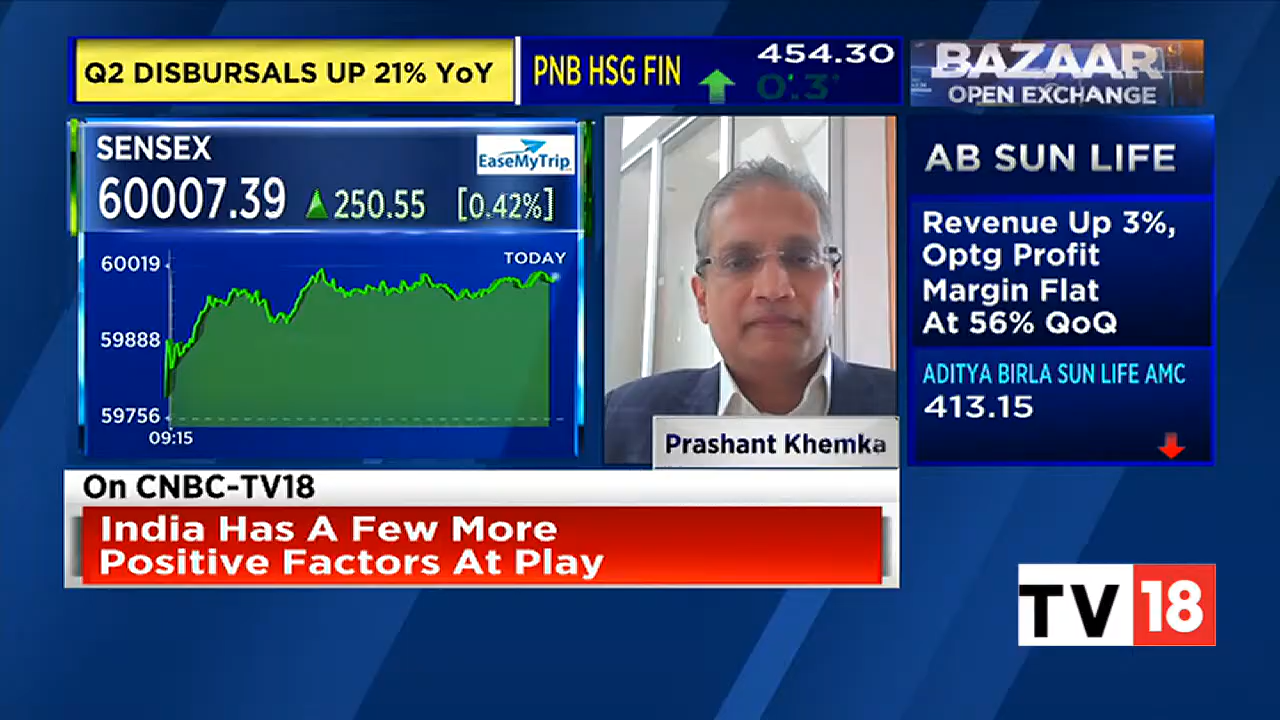 Q2 DISBURSALS UP 21% YoY
PNB HSG FIN
454.30
BAZAAR
OPEN EXCHANGE
SENSEX
EaseMyTrip
60007.39 250.55 [0.42%]
TODAY
60019
59888
59756
09:15
Prashant Khemka
AB SUN LIFE
Revenue Up 3%,
Optg Profit
Margin Flat
At 56% QoQ
ADITYA BIRLA SUN LIFE AMC
413.15
On CNBC-TV18
India Has A Few More
Positive Factors At Play
TV18